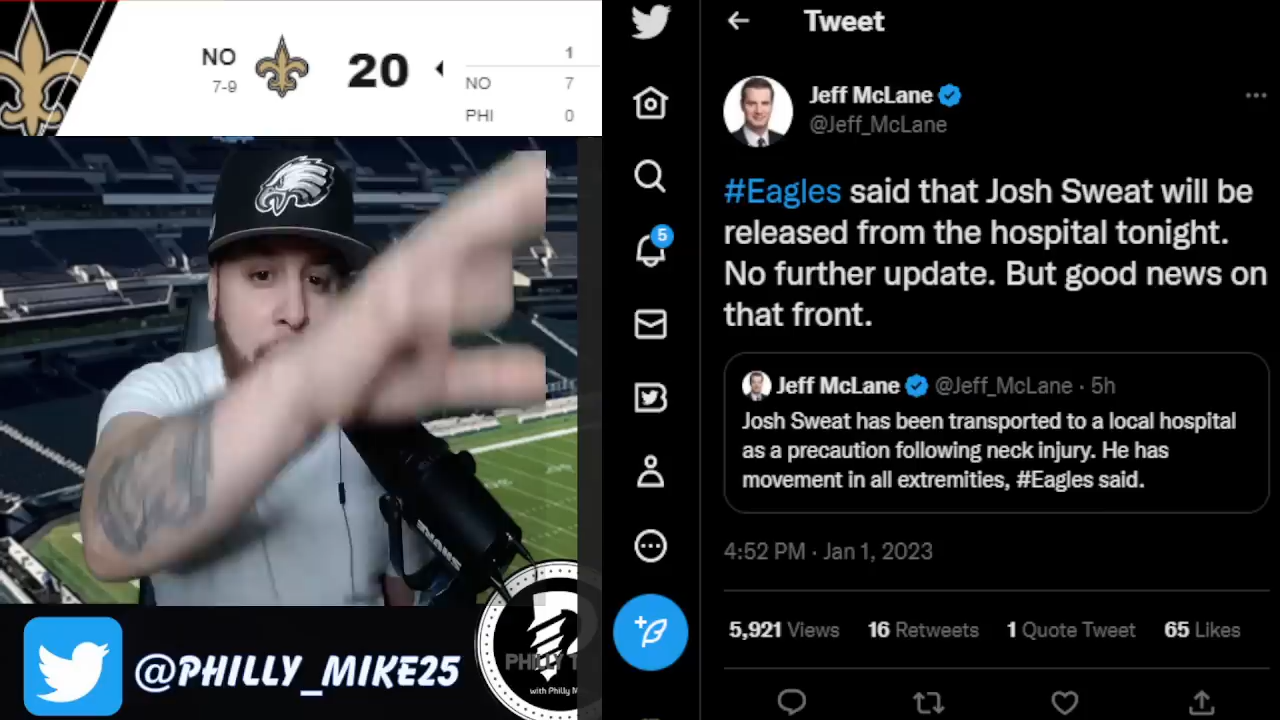 NO
7-9
20
1
NO 7
PHI 0
@PHILLY_MIKE25
PHILLY T
with Philly M
5
Tweet
Jeff McLane
@Jeff_McLane
#Eagles said that Josh Sweat will be
released from the hospital tonight.
No further update. But good news on
that front.
Jeff McLane @Jeff_McLane · 5h
Josh Sweat has been transported to a local hospital
as a precaution following neck injury. He has
movement in all extremities, #Eagles said.
4:52 PM · Jan 1, 2023
5,921 Views 16 Retweets 1 Quote Tweet 65 Likes